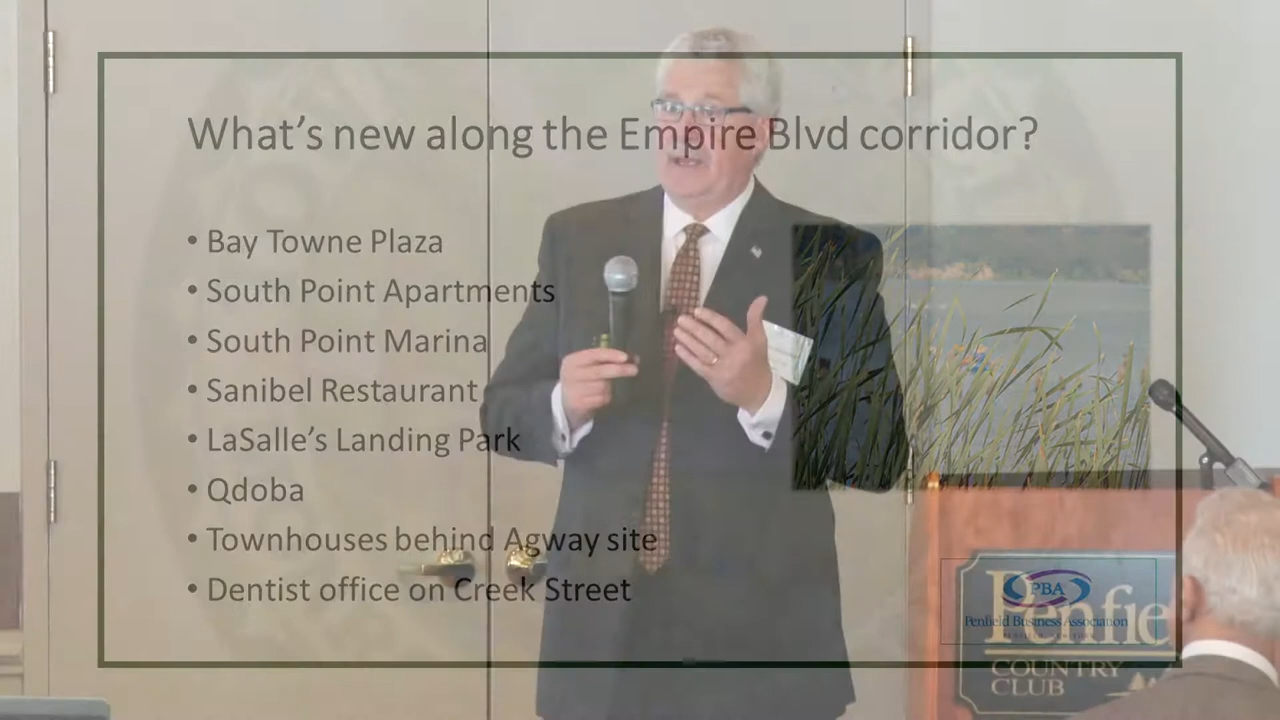 What's new along the Empire Blvd corridor?
• Bay Towne Plaza
• South Point Apartments
• South Point Marina
• Sanibel Restaurant
• LaSalle's Landing Park
• Qdoba
• Townhouses behind Agway site
• Dentist office on Creek Street
PBA
Penfield Business Association
Penfie
COUNTRY
CLUB